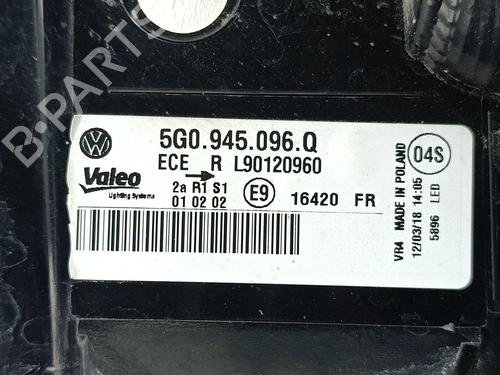 B-PARTS
5G0.945.096.Q
ECE R L90120960
Valeo
Lighting Systems
2a R1 S1
01 02 02
E9
16420 FR
04S
VR4 MADE IN POLAND
12/03/18 14:05
5896 LED